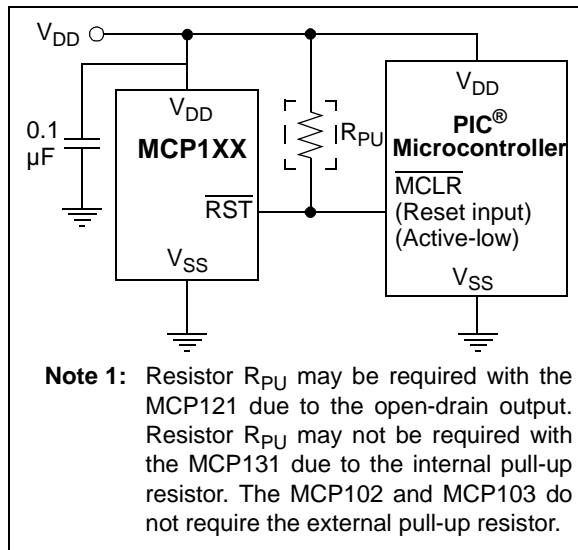 VDD
VDD
VDD
0.1
µF
MCP1XX
RPU
PIC®
Microcontroller
RST
MCLR
(Reset input)
(Active-low)
VSS
VSS
Note 1: Resistor RPU may be required with the
MCP121 due to the open-drain output.
Resistor RPU may not be required with
the MCP131 due to the internal pull-up
resistor. The MCP102 and MCP103 do
not require the external pull-up resistor.